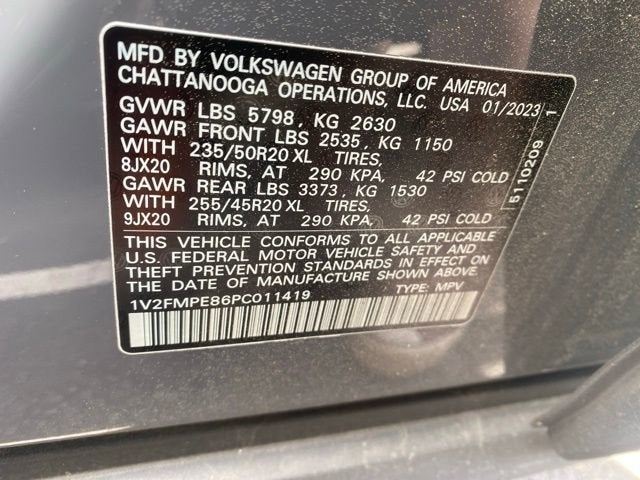 MFD BY VOLKSWAGEN GROUP OF AMERICA
CHATTANOOGA OPERATIONS, LLC. USA 01/2023
GVWR LBS 5798, KG 2630
GAWR FRONT LBS 2535, KG 1150
WITH 235/50R20 XL TIRES,
8JX20 RIMS, AT 290 KPA, 42 PSI COLD
GAWR REAR LBS 3373, KG 1530
WITH 255/45R20 XL TIRES,
9JX20 RIMS, AT 290 KPA, 42 PSI COLD
THIS VEHICLE CONFORMS TO ALL APPLICABLE
U.S. FEDERAL MOTOR VEHICLE SAFETY AND
THEFT PREVENTION STANDARDS IN EFFECT ON
THE DATE OF MANUFACTURE SHOWN ABOVE.
1V2FMPE86PC011419 TYPE: MPV
5110209 1